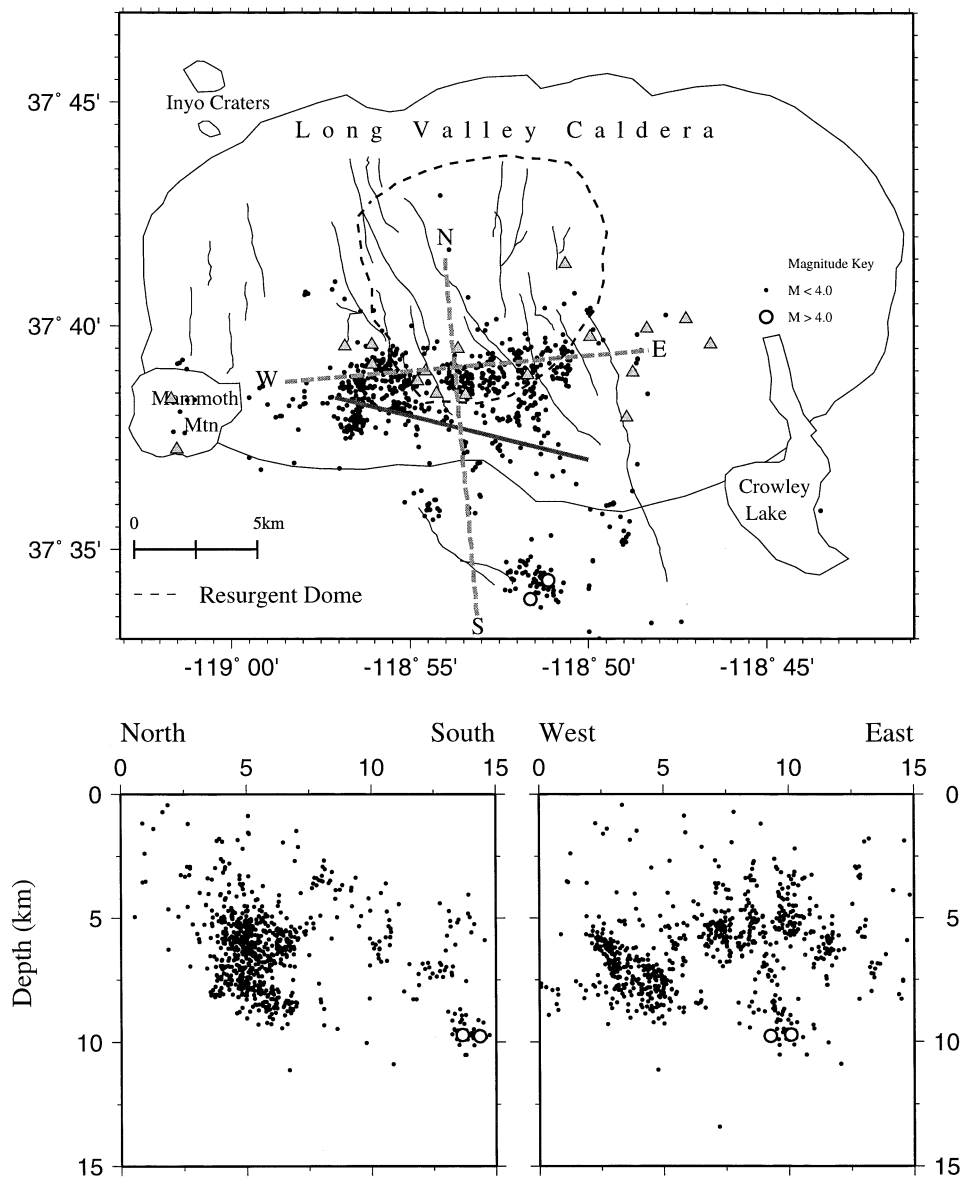 Inyo Craters
37° 45'
Long Valley Caldera
N
Magnitude Key
M < 4.0
M > 4.0
37° 40'
E
W
Mammoth
Mtn
Crowley
Lake
0 5km
37° 35'
Resurgent Dome
S
-119° 00' -118° 55' -118° 50' -118° 45'
North South West East
0 5 10 15 0 5 10 15
0 0
5 5
Depth (km)
10 10
15 15